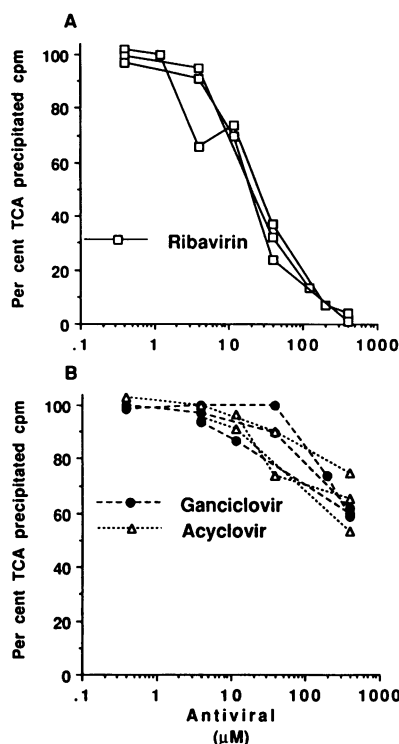 A
Per cent TCA precipitated cpm
100
80
60
40
20
0
Ribavirin
.1
1
10
100
1000
B
Per cent TCA precipitated cpm
100
80
60
40
20
0
Ganciclovir
Acyclovir
.1
1
10
100
1000
Antiviral
(μM)